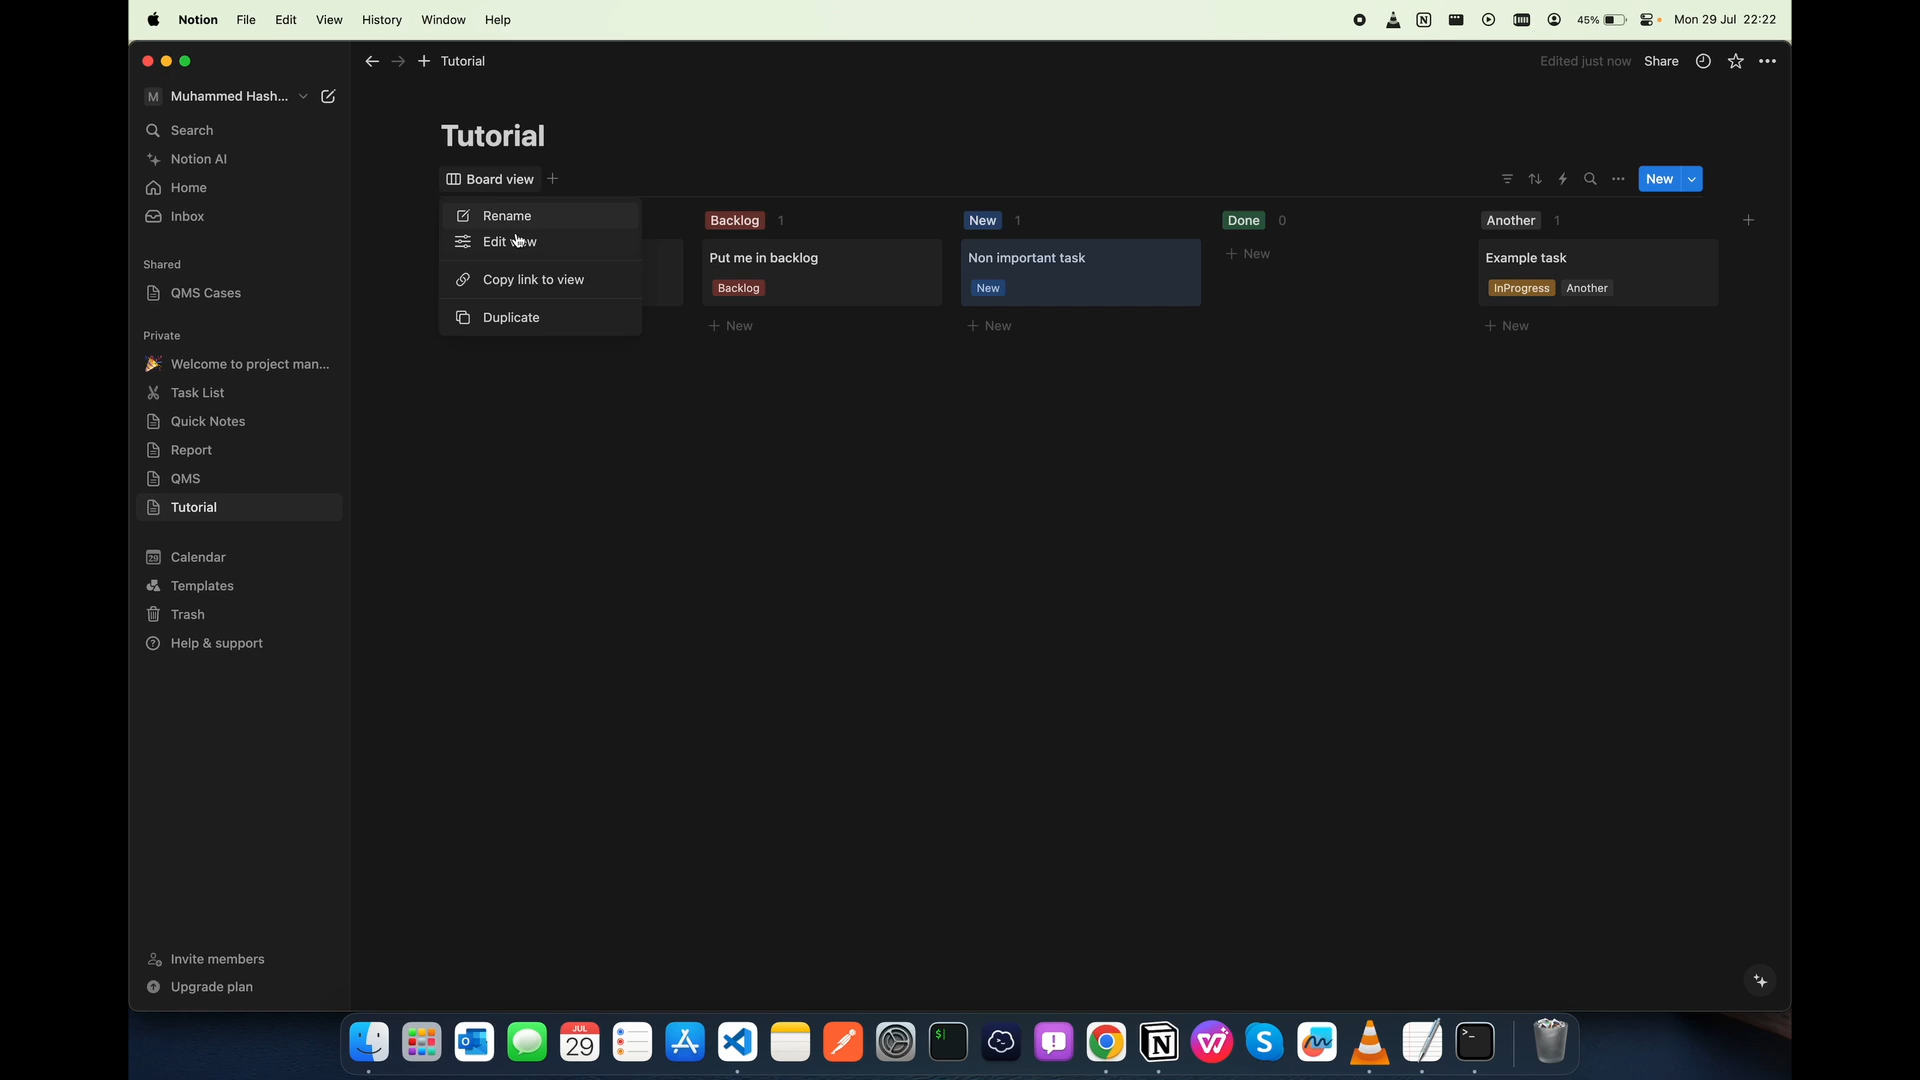 Notion File Edit View History Window Help 45% Mon 29 Jul 22:22
Tutorial Edited just now Share
M Muhammed Hash...
Search
Notion AI
Home
Inbox
Shared
QMS Cases
Private
Welcome to project man...
Task List
Quick Notes
Report
QMS
Tutorial
29 Calendar
Templates
Trash
Help & support
Invite members
Upgrade plan
Tutorial
Board view New
Rename
Edit view
Copy link to view
Duplicate
Backlog 1
Put me in backlog
Backlog
+ New
New 1
Non important task
New
+ New
Done 0
+ New
Another 1
Example task
InProgress Another
+ New
JUL
29